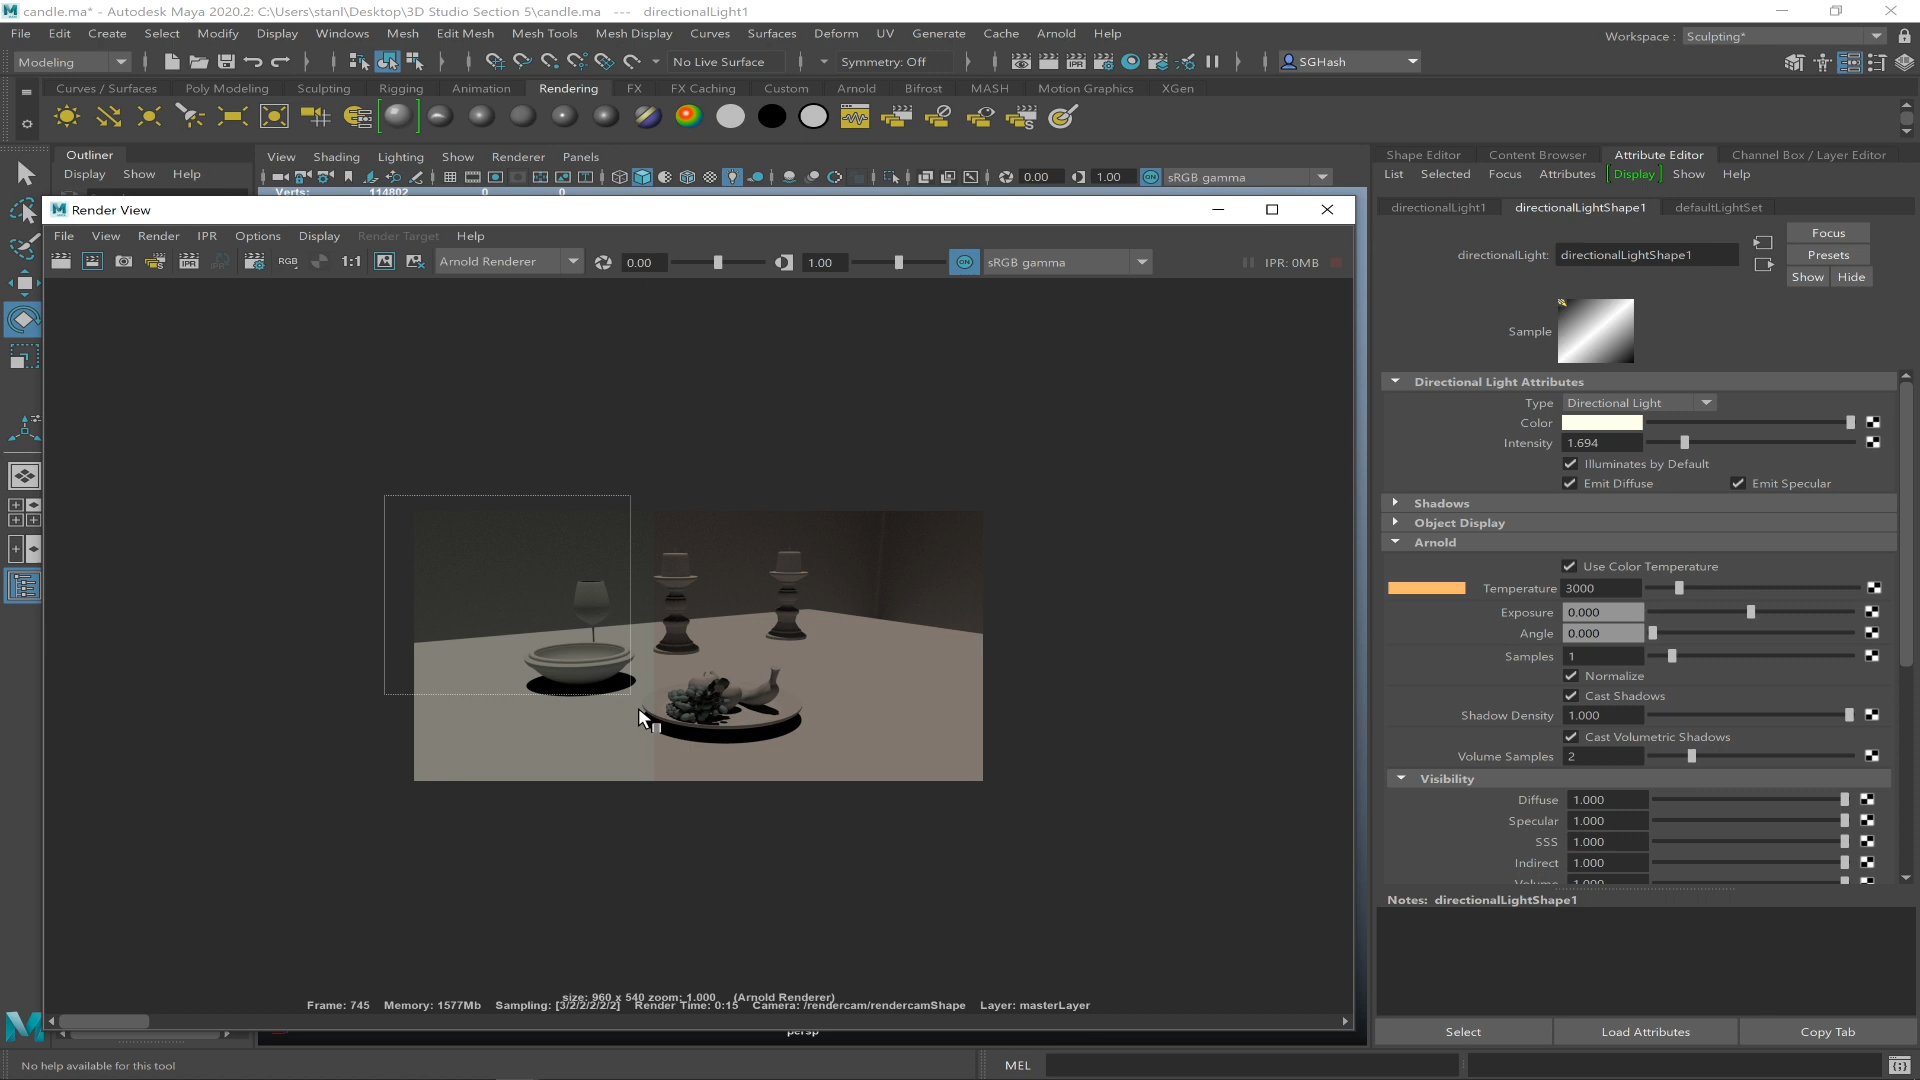 candle.ma* - Autodesk Maya 2020.2: C:\Users\stanl\Desktop\3D Studio Section 5\candle.ma --- directionalLight1
File Edit Create Select Modify Display Windows Mesh Edit Mesh Mesh Tools Mesh Display Curves Surfaces Deform UV Generate Cache Arnold Help
Workspace : Sculpting*
Modeling
No Live Surface
Symmetry: Off
SGHash
Curves / Surfaces Poly Modeling Sculpting Rigging Animation Rendering FX FX Caching Custom Arnold Bifrost MASH Motion Graphics XGen
Outliner
Display Show Help
View Shading Lighting Show Renderer Panels
0.00 1.00 sRGB gamma
Verts: 114802 0 0
Render View
File View Render IPR Options Display Render Target Help
IPR RGB 1:1 Arnold Renderer 0.00 1.00 ON sRGB gamma IPR: 0MB
size: 960 x 540 zoom: 1.000 (Arnold Renderer)
Frame: 745 Memory: 1577Mb Sampling: [3/2/2/2/2/2] Render Time: 0:15 Camera: /rendercam/rendercamShape Layer: masterLayer
persp
Shape Editor Content Browser Attribute Editor Channel Box / Layer Editor
List Selected Focus Attributes Display Show Help
directionalLight1 directionalLightShape1 defaultLightSet
directionalLight: directionalLightShape1
Focus
Presets
Show Hide
Sample
Directional Light Attributes
Type Directional Light
Color
Intensity 1.694
Illuminates by Default
Emit Diffuse Emit Specular
Shadows
Object Display
Arnold
Use Color Temperature
Temperature 3000
Exposure 0.000
Angle 0.000
Samples 1
Normalize
Cast Shadows
Shadow Density 1.000
Cast Volumetric Shadows
Volume Samples 2
Visibility
Diffuse 1.000
Specular 1.000
SSS 1.000
Indirect 1.000
Volume 1.000
Notes: directionalLightShape1
Select Load Attributes Copy Tab
No help available for this tool
MEL